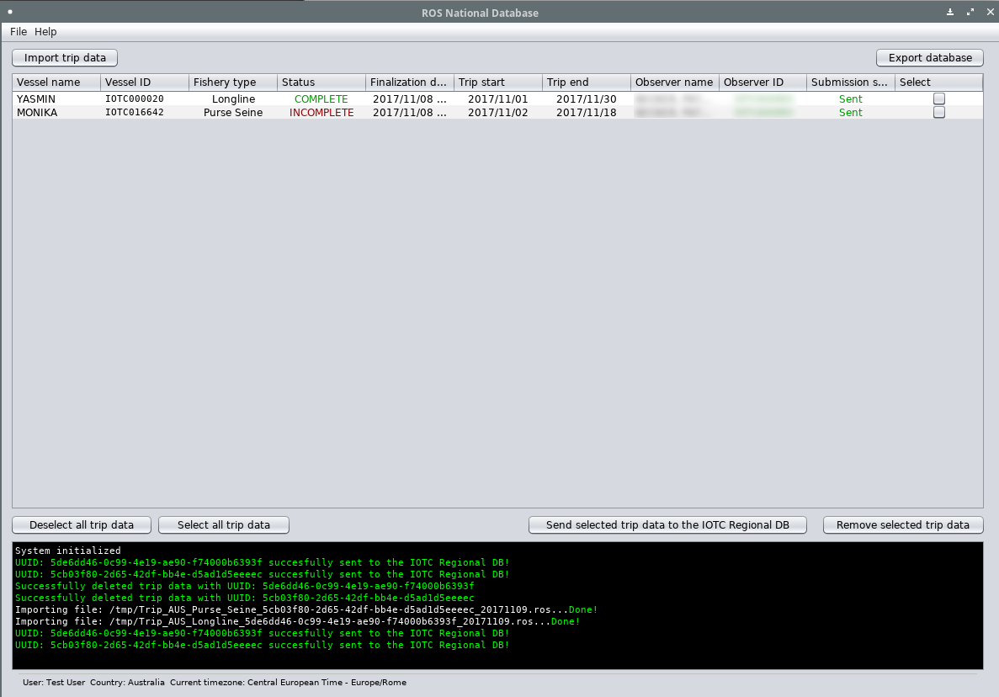 ROS National Database
File Help
Import trip data Export database
Vessel name Vessel ID Fishery type Status Finalization d... Trip start Trip end Observer name Observer ID Submission s... Select
YASMIN IOTC000020 Longline COMPLETE 2017/11/08 ... 2017/11/01 2017/11/30 Sent
MONIKA IOTC016642 Purse Seine INCOMPLETE 2017/11/08 ... 2017/11/02 2017/11/18 Sent
Deselect all trip data Select all trip data Send selected trip data to the IOTC Regional DB Remove selected trip data
System initialized
UUID: 5de6dd46-0c99-4e19-ae90-f74000b6393f succesfully sent to the IOTC Regional DB!
UUID: 5cb03f80-2d65-42df-bb4e-d5ad1d5eeeec succesfully sent to the IOTC Regional DB!
Successfully deleted trip data with UUID: 5de6dd46-0c99-4e19-ae90-f74000b6393f
Successfully deleted trip data with UUID: 5cb03f80-2d65-42df-bb4e-d5ad1d5eeeec
Importing file: /tmp/Trip_AUS_Purse_Seine_5cb03f80-2d65-42df-bb4e-d5ad1d5eeeec_20171109.ros...Done!
Importing file: /tmp/Trip_AUS_Longline_5de6dd46-0c99-4e19-ae90-f74000b6393f_20171109.ros...Done!
UUID: 5de6dd46-0c99-4e19-ae90-f74000b6393f succesfully sent to the IOTC Regional DB!
UUID: 5cb03f80-2d65-42df-bb4e-d5ad1d5eeeec succesfully sent to the IOTC Regional DB!
User: Test User Country: Australia Current timezone: Central European Time - Europe/Rome